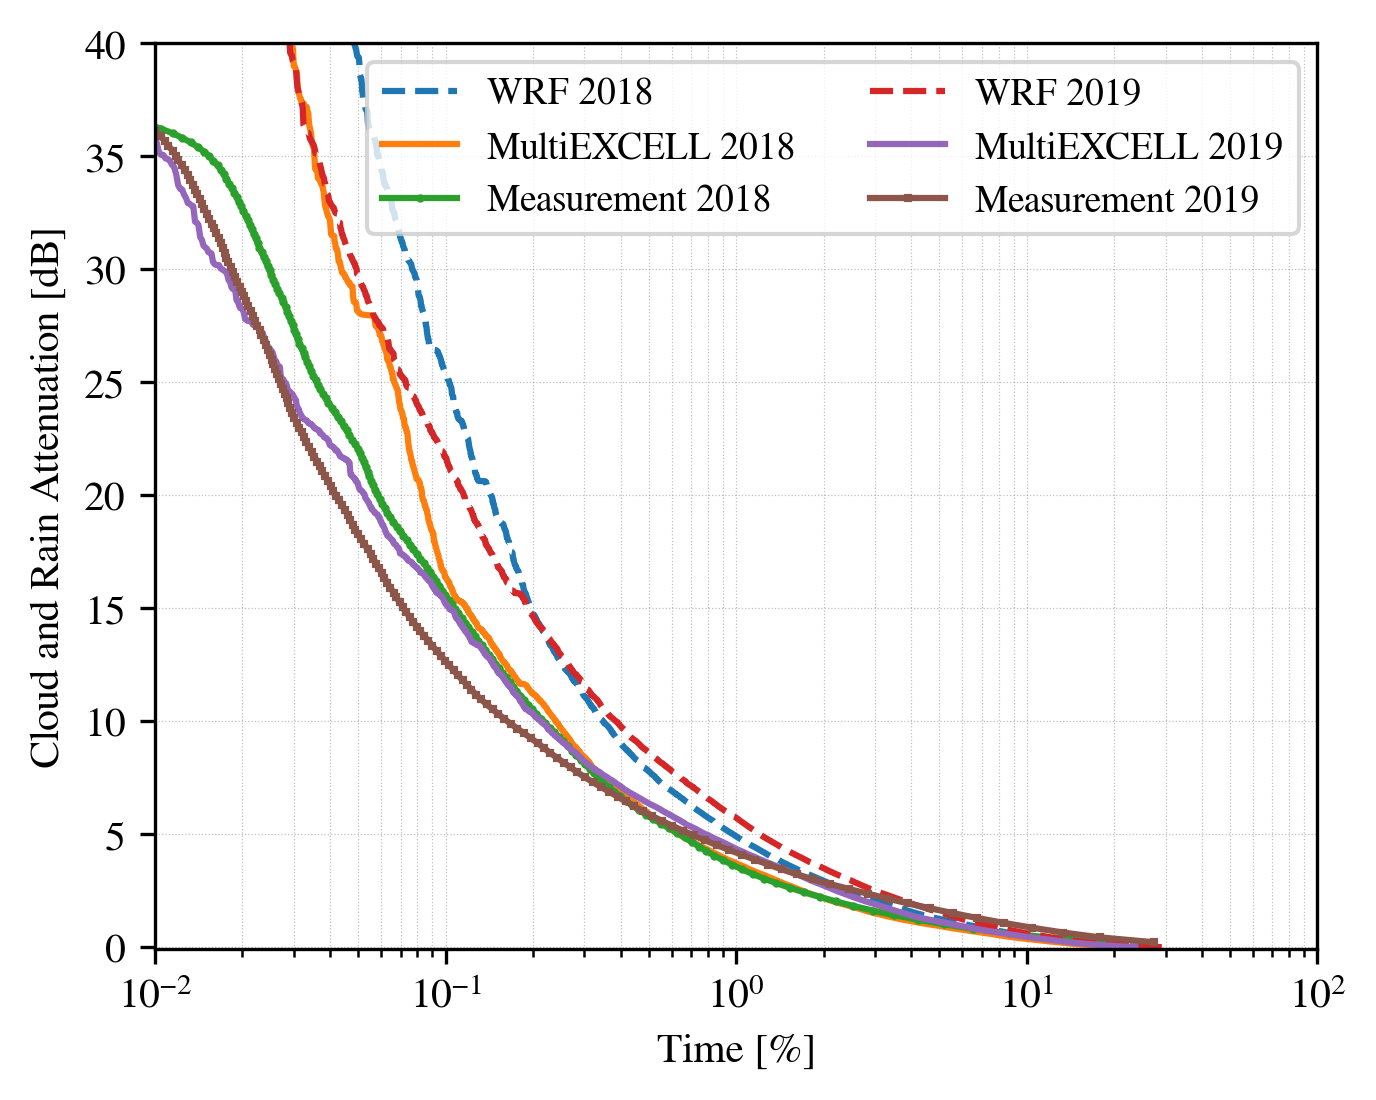 40
35
30
25
20
15
10
5
0
Cloud and Rain Attenuation [dB]
WRF 2018
MultiEXCELL 2018
Measurement 2018
WRF 2019
MultiEXCELL 2019
Measurement 2019
10⁻² 10⁻¹ 10⁰ 10¹ 10²
Time [%]